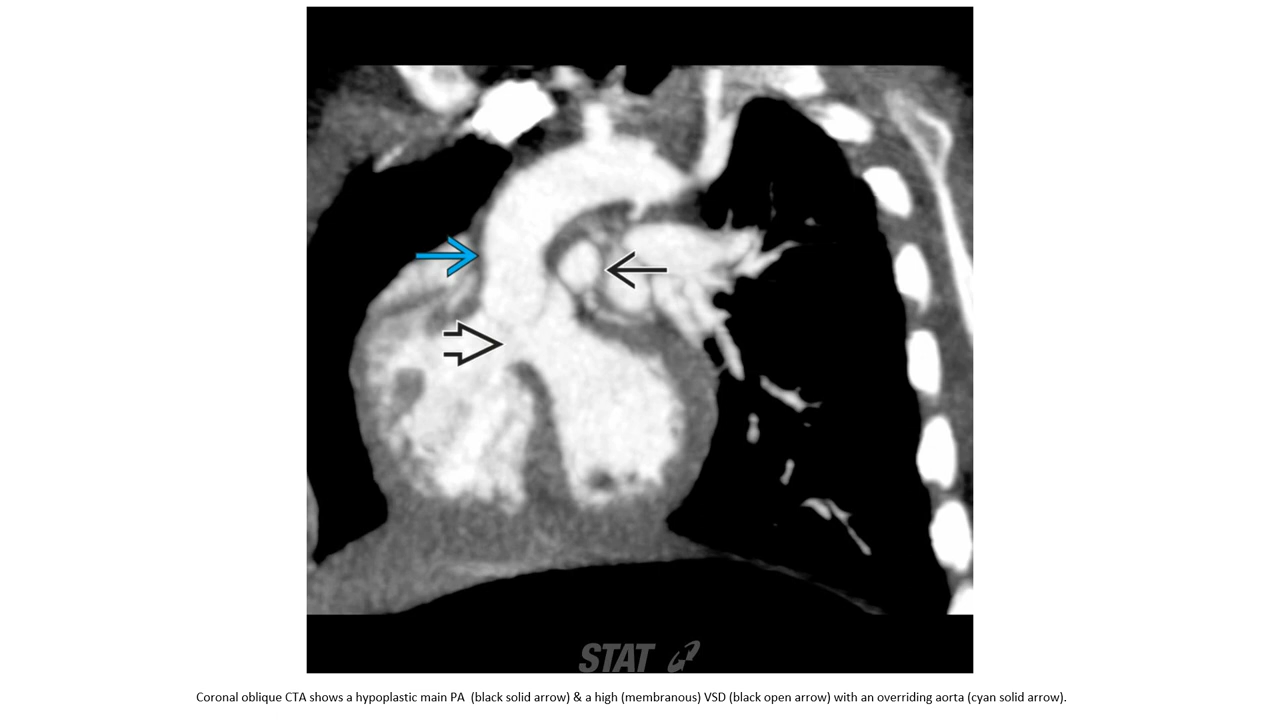 STAT
Coronal oblique CTA shows a hypoplastic main PA (black solid arrow) & a high (membranous) VSD (black open arrow) with an overriding aorta (cyan solid arrow).